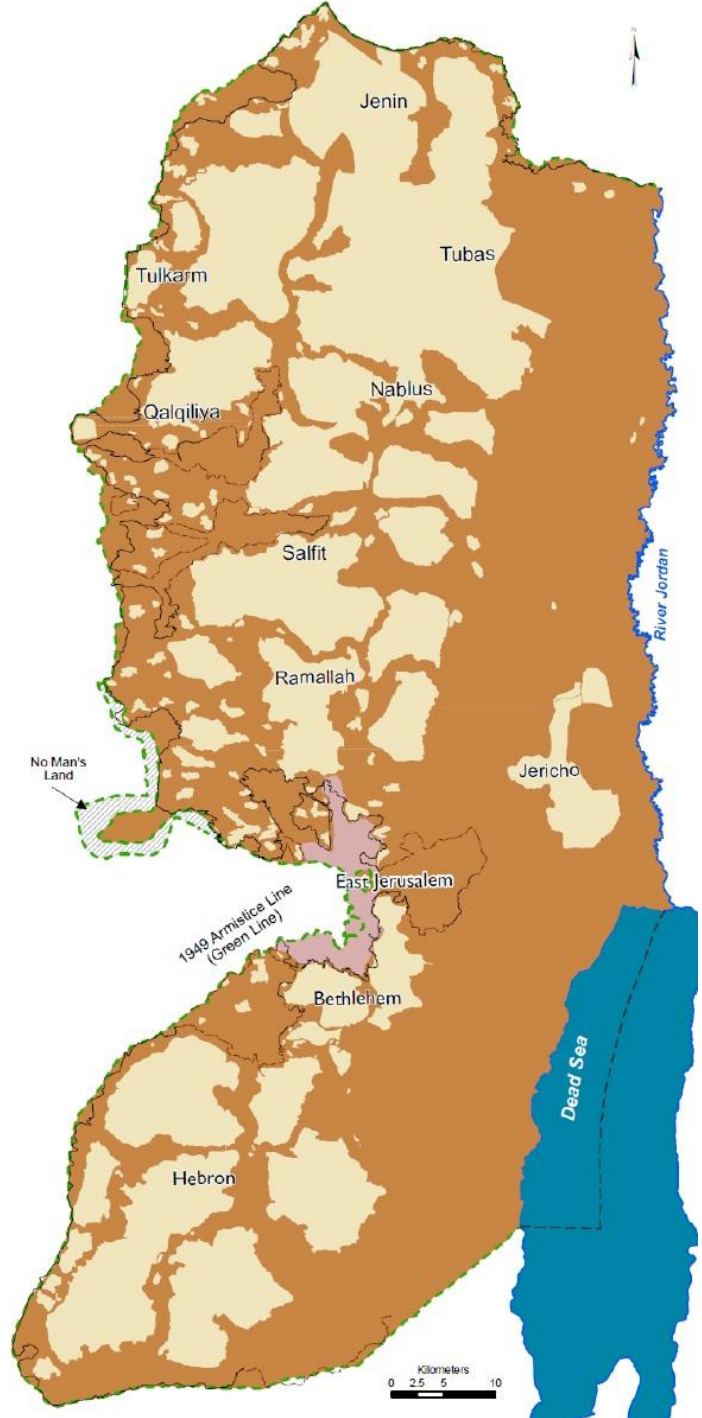 N
Jenin
Tubas
Tulkarm
Nablus
Qalqiliya
Salfit
River Jordan
Ramallah
No Man's
Land
Jericho
East Jerusalem
1949 Armistice Line
(Green Line)
Bethlehem
Dead Sea
Hebron
Kilometers
0 2.5 5 10